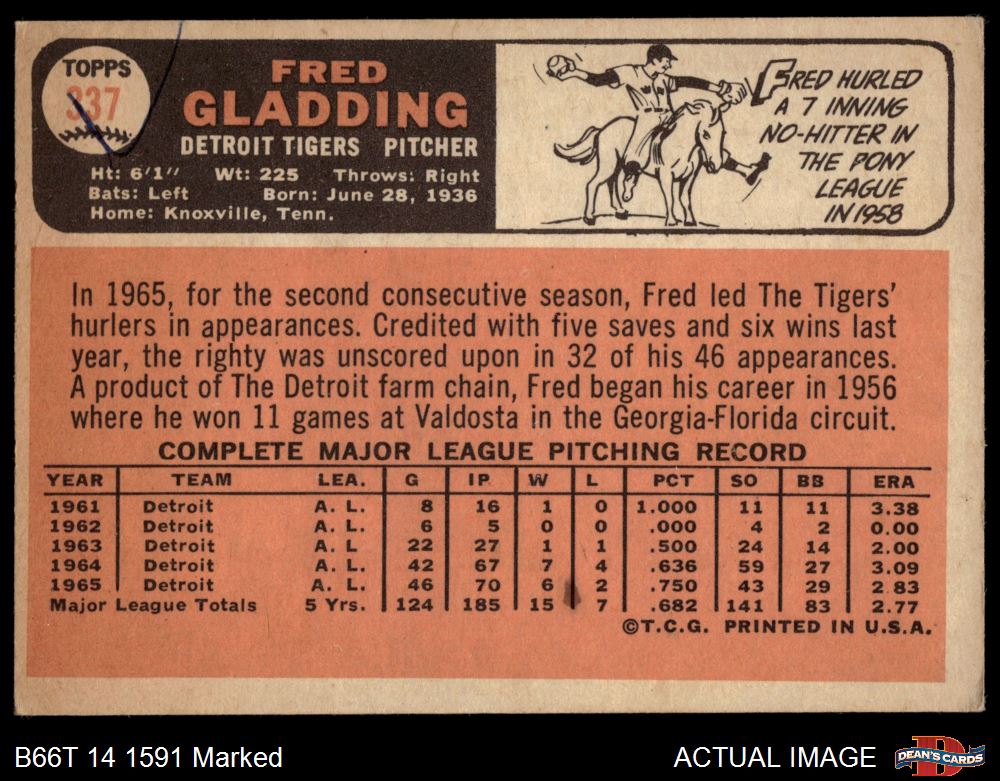 TOPPS
337
FRED
GLADDING
DETROIT TIGERS PITCHER
Ht: 6'1" Wt: 225 Throws: Right
Bats: Left Born: June 28, 1936
Home: Knoxville, Tenn.
FRED HURLED
A 7 INNING
NO-HITTER IN
THE PONY
LEAGUE
IN 1958
In 1965, for the second consecutive season, Fred led The Tigers'
hurlers in appearances. Credited with five saves and six wins last
year, the righty was unscored upon in 32 of his 46 appearances.
A product of The Detroit farm chain, Fred began his career in 1956
where he won 11 games at Valdosta in the Georgia-Florida circuit.
COMPLETE MAJOR LEAGUE PITCHING RECORD
YEAR TEAM LEA. G IP W L PCT SO BB ERA
1961 Detroit A. L. 8 16 1 0 1.000 11 11 3.38
1962 Detroit A. L. 6 5 0 0 .000 4 2 0.00
1963 Detroit A. L 22 27 1 1 .500 24 14 2.00
1964 Detroit A. L. 42 67 7 4 .636 59 27 3.09
1965 Detroit A. L. 46 70 6 2 .750 43 29 2.83
Major League Totals 5 Yrs. 124 185 15 7 .682 141 83 2.77
©T.C.G. PRINTED IN U.S.A.
B66T 14 1591 Marked
ACTUAL IMAGE
D
DEAN'S CARDS